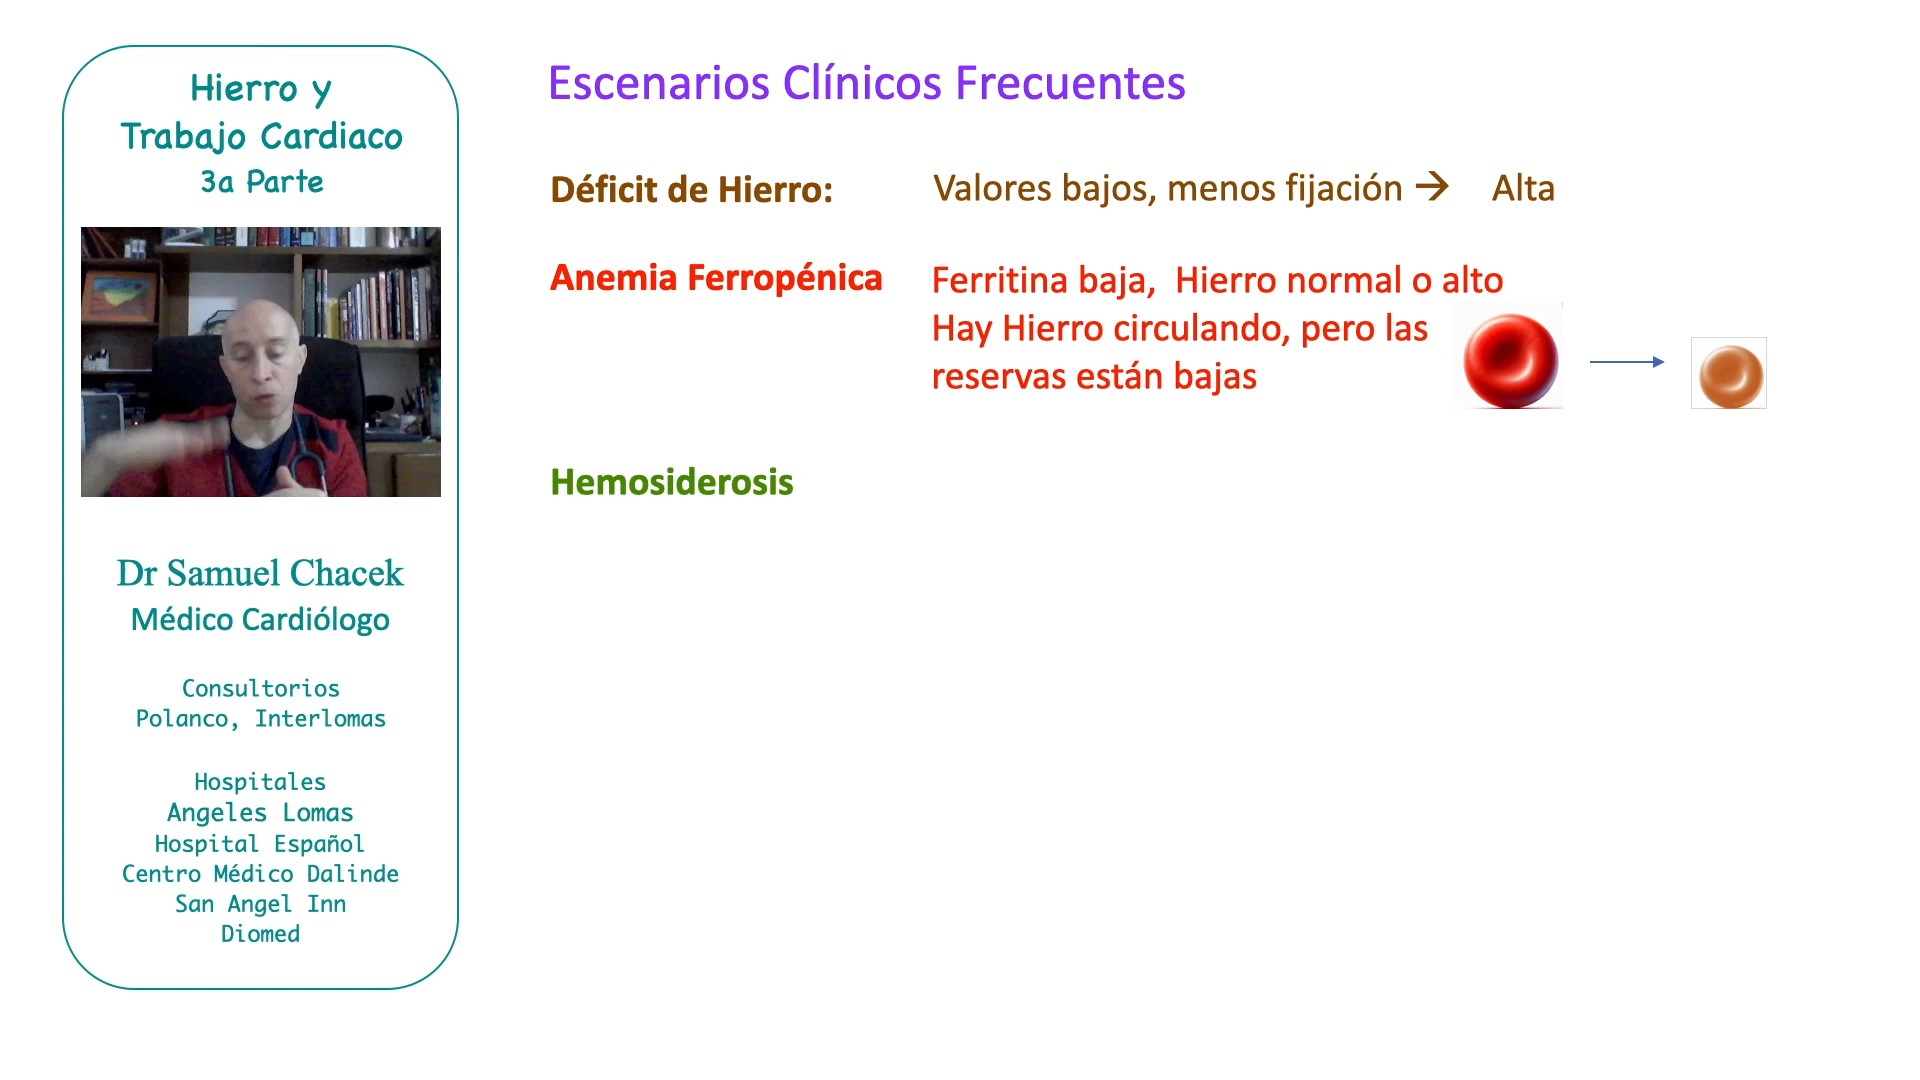 Hierro y
Trabajo Cardiaco
3a Parte
Dr Samuel Chacek
Médico Cardiólogo
Consultorios
Polanco, Interlomas
Hospitales
Angeles Lomas
Hospital Español
Centro Médico Dalinde
San Angel Inn
Diomed
Escenarios Clínicos Frecuentes
Déficit de Hierro: Valores bajos, menos fijación → Alta
Anemia Ferropénica Ferritina baja, Hierro normal o alto
Hay Hierro circulando, pero las
reservas están bajas
Hemosiderosis